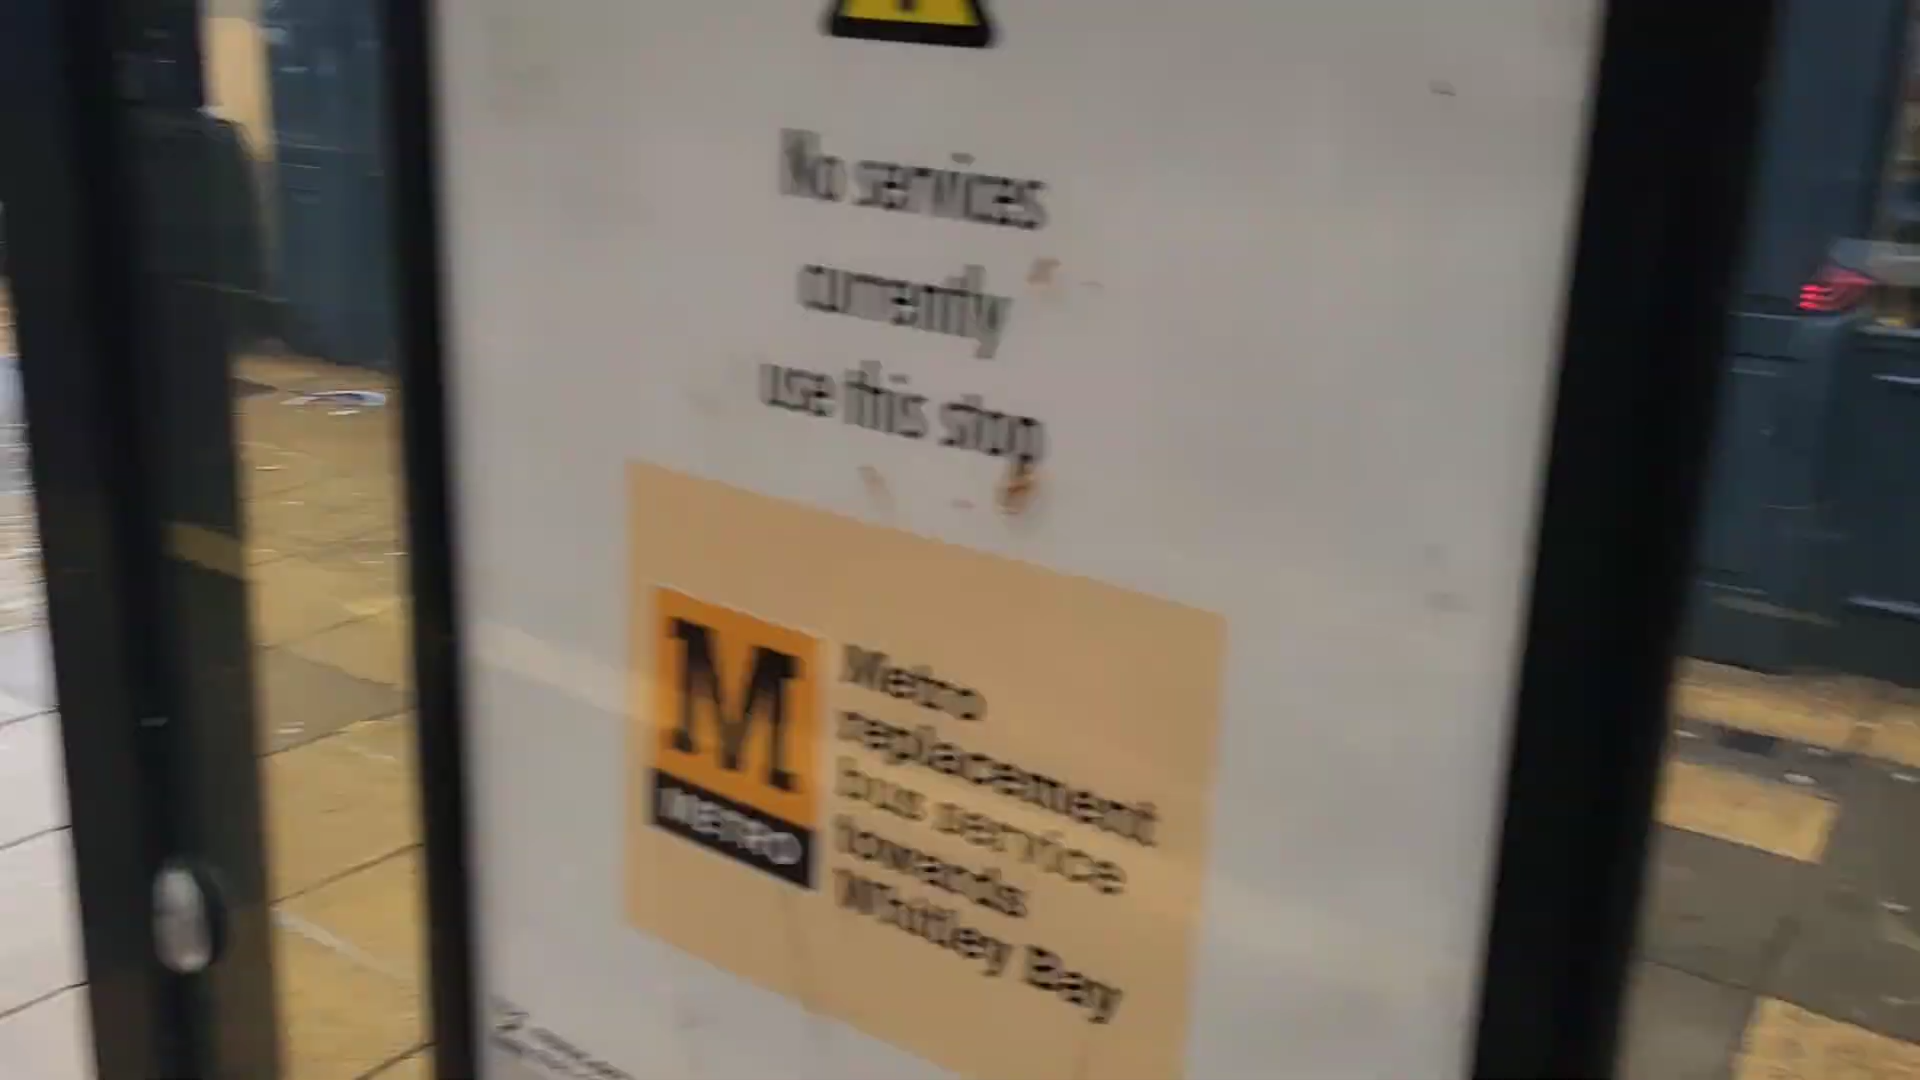 No services
currently
use this stop
M
METRO
Metro
replacement
bus service
towards
Whitley Bay